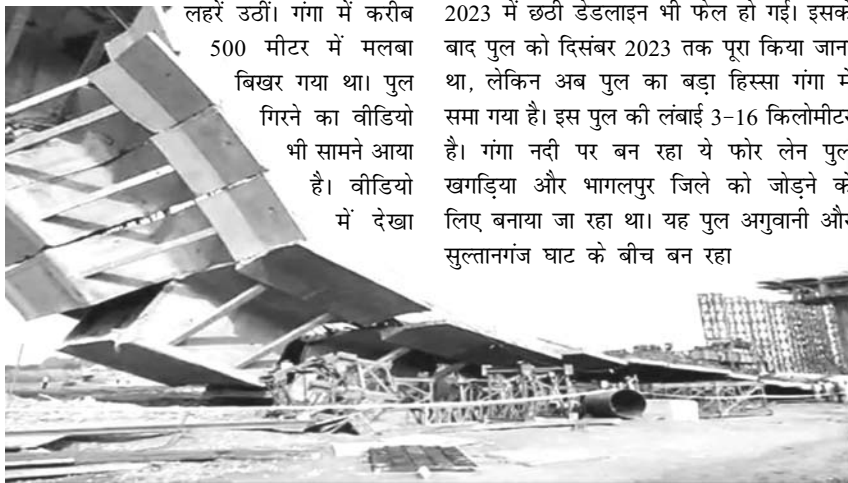 लहरें उठीं। गंगा में करीब
500 मीटर में मलबा
बिखर गया था। पुल
गिरने का वीडियो
भी सामने आया
है। वीडियो
में देखा
2023 में छठी डेडलाइन भी फेल हो गई। इसके
बाद पुल को दिसंबर 2023 तक पूरा किया जाना
था, लेकिन अब पुल का बड़ा हिस्सा गंगा में
समा गया है। इस पुल की लंबाई 3-16 किलोमीटर
है। गंगा नदी पर बन रहा ये फोर लेन पुल
खगड़िया और भागलपुर जिले को जोड़ने के
लिए बनाया जा रहा था। यह पुल अगुवानी और
सुल्तानगंज घाट के बीच बन रहा